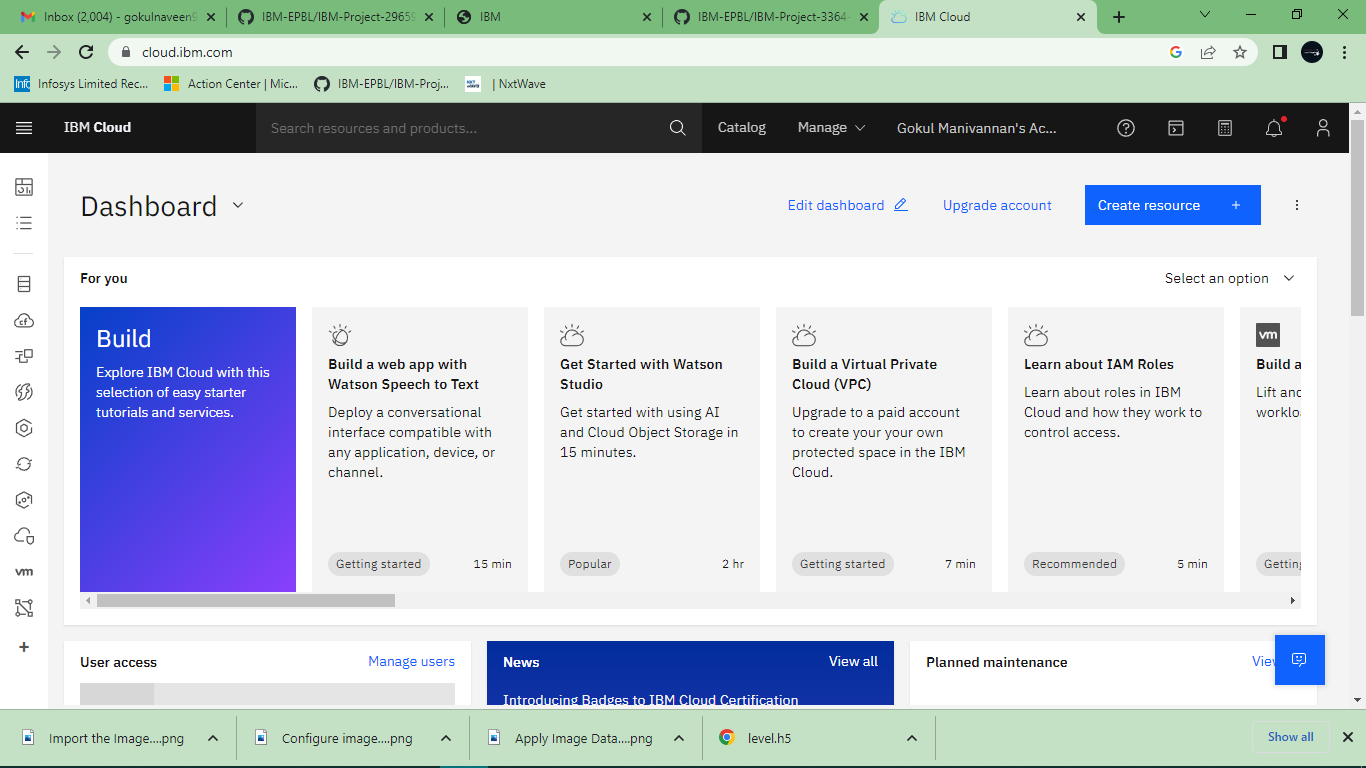 Inbox (2,004) - gokulnaveen9
IBM-EPBL/IBM-Project-29659
IBM
IBM-EPBL/IBM-Project-3364-
IBM Cloud
cloud.ibm.com
Infosys Limited Rec...
Action Center | Mic...
IBM-EPBL/IBM-Proj...
| NxtWave
IBM Cloud
Search resources and products...
Catalog
Manage
Gokul Manivannan's Ac...
Dashboard
Edit dashboard
Upgrade account
Create resource +
For you
Select an option
Build
Explore IBM Cloud with this
selection of easy starter
tutorials and services.
Build a web app with
Watson Speech to Text
Deploy a conversational
interface compatible with
any application, device, or
channel.
Getting started
15 min
Get Started with Watson
Studio
Get started with using AI
and Cloud Object Storage in
15 minutes.
Popular
2 hr
Build a Virtual Private
Cloud (VPC)
Upgrade to a paid account
to create your your own
protected space in the IBM
Cloud.
Getting started
7 min
Learn about IAM Roles
Learn about roles in IBM
Cloud and how they work to
control access.
Recommended
5 min
vm
Build a
Lift and
worklo
Getting
vm
User access
Manage users
News
View all
Introducing Badges to IBM Cloud Certification
Planned maintenance
View
Import the Image....png
Configure image....png
Apply Image Data....png
level.h5
Show all